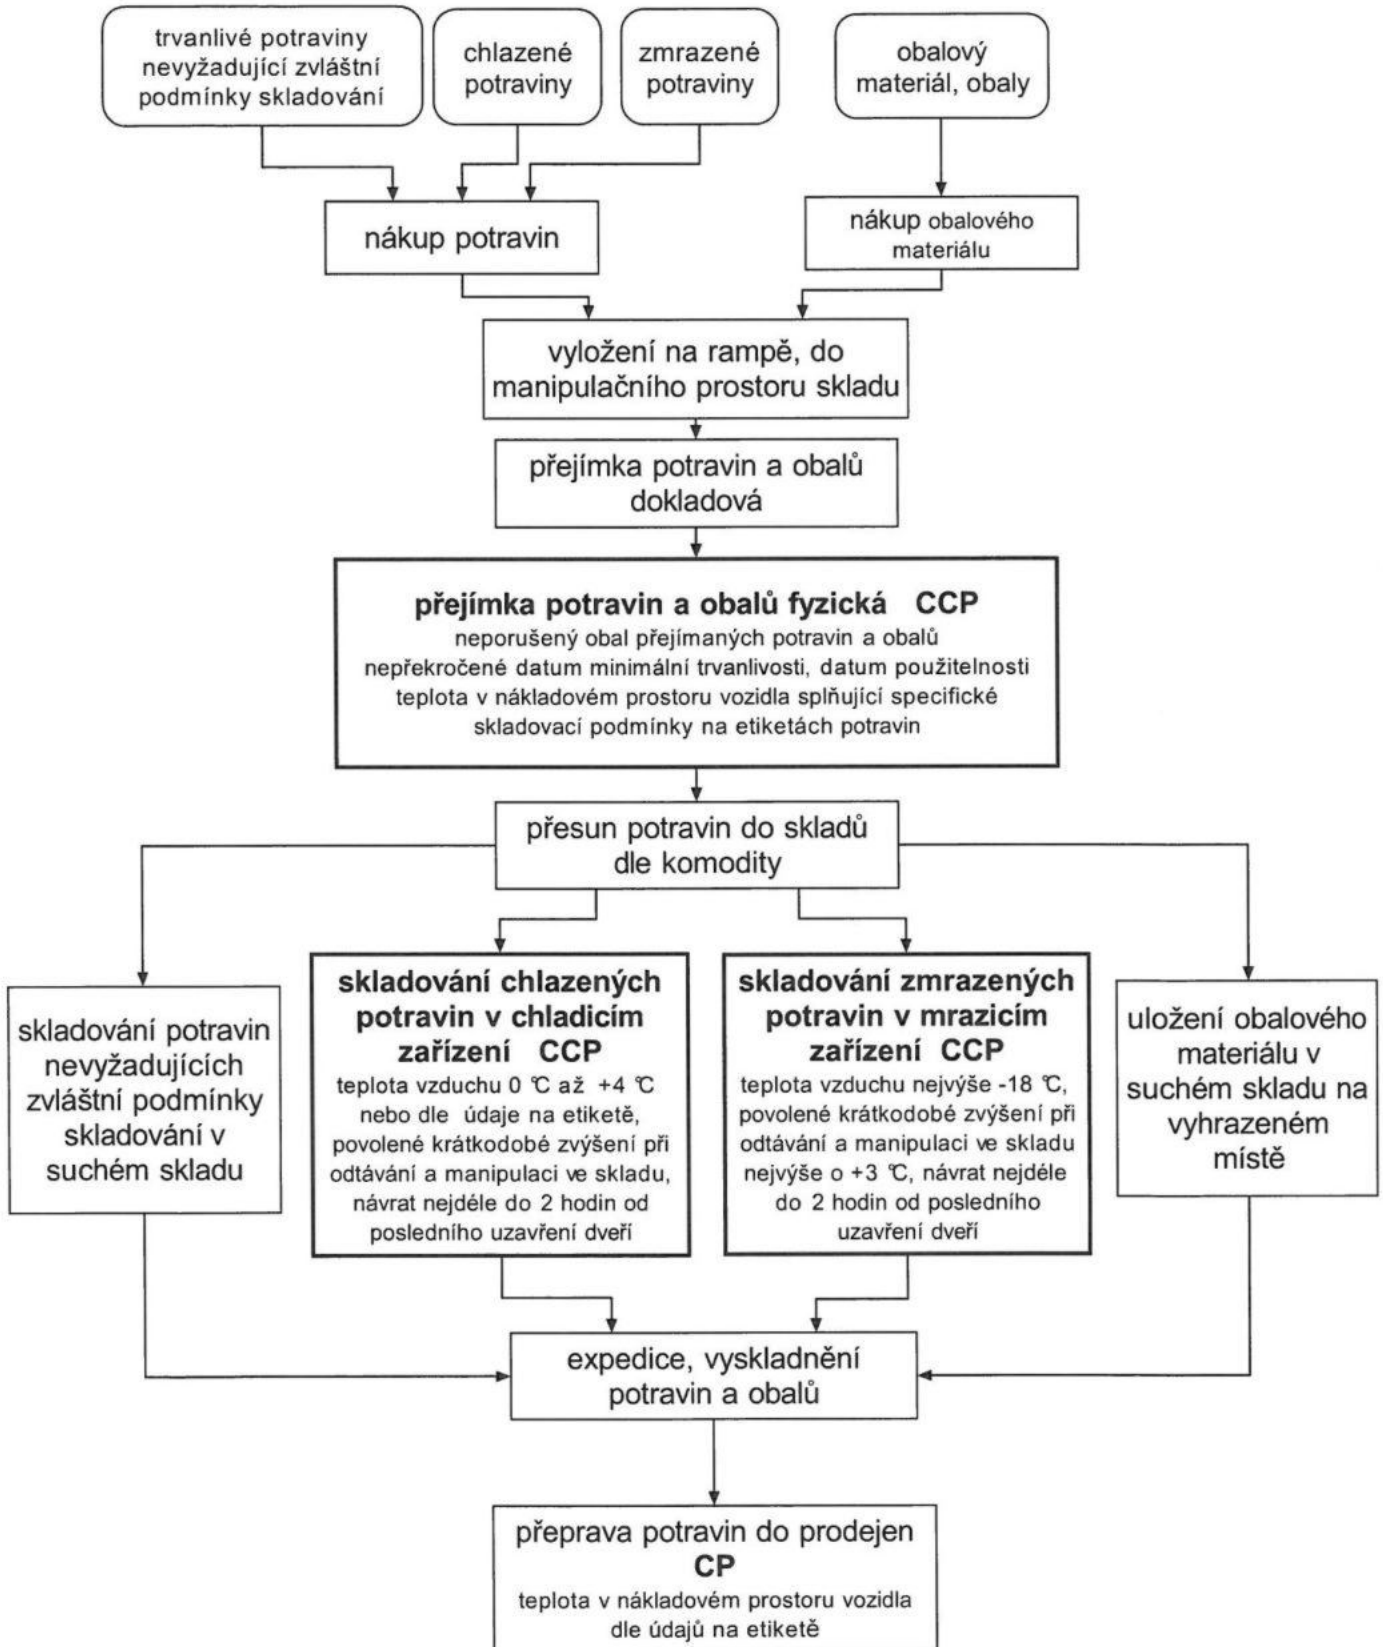 trvanlivé potraviny
nevyžadující zvláštní
podmínky skladování
chlazené
potraviny
zmrazené
potraviny
obalový
materiál, obaly
nákup potravin
nákup obalového
materiálu
vyložení na rampě, do
manipulačního prostoru skladu
přejímka potravin a obalů
dokladová
přejímka potravin a obalů fyzická CCP
neporušený obal přejímaných potravin a obalů
nepřekročené datum minimální trvanlivosti, datum použitelnosti
teplota v nákladovém prostoru vozidla splňující specifické
skladovací podmínky na etiketách potravin
přesun potravin do skladů
dle komodity
skladování potravin
nevyžadujících
zvláštní podmínky
skladování v
suchém skladu
skladování chlazených
potravin v chladicím
zařízení CCP
teplota vzduchu 0 ℃ až +4 ℃
nebo dle údaje na etiketě,
povolené krátkodobé zvýšení při
odtávání a manipulaci ve skladu,
návrat nejdéle do 2 hodin od
posledního uzavření dveří
skladování zmrazených
potravin v mrazicím
zařízení CCP
teplota vzduchu nejvýše -18 ℃,
povolené krátkodobé zvýšení při
odtávání a manipulaci ve skladu
nejvýše o +3 ℃, návrat nejdéle
do 2 hodin od posledního
uzavření dveří
uložení obalového
materiálu v
suchém skladu na
vyhrazeném
místě
expedice, vyskladnění
potravin a obalů
přeprava potravin do prodejen
CP
teplota v nákladovém prostoru vozidla
dle údajů na etiketě